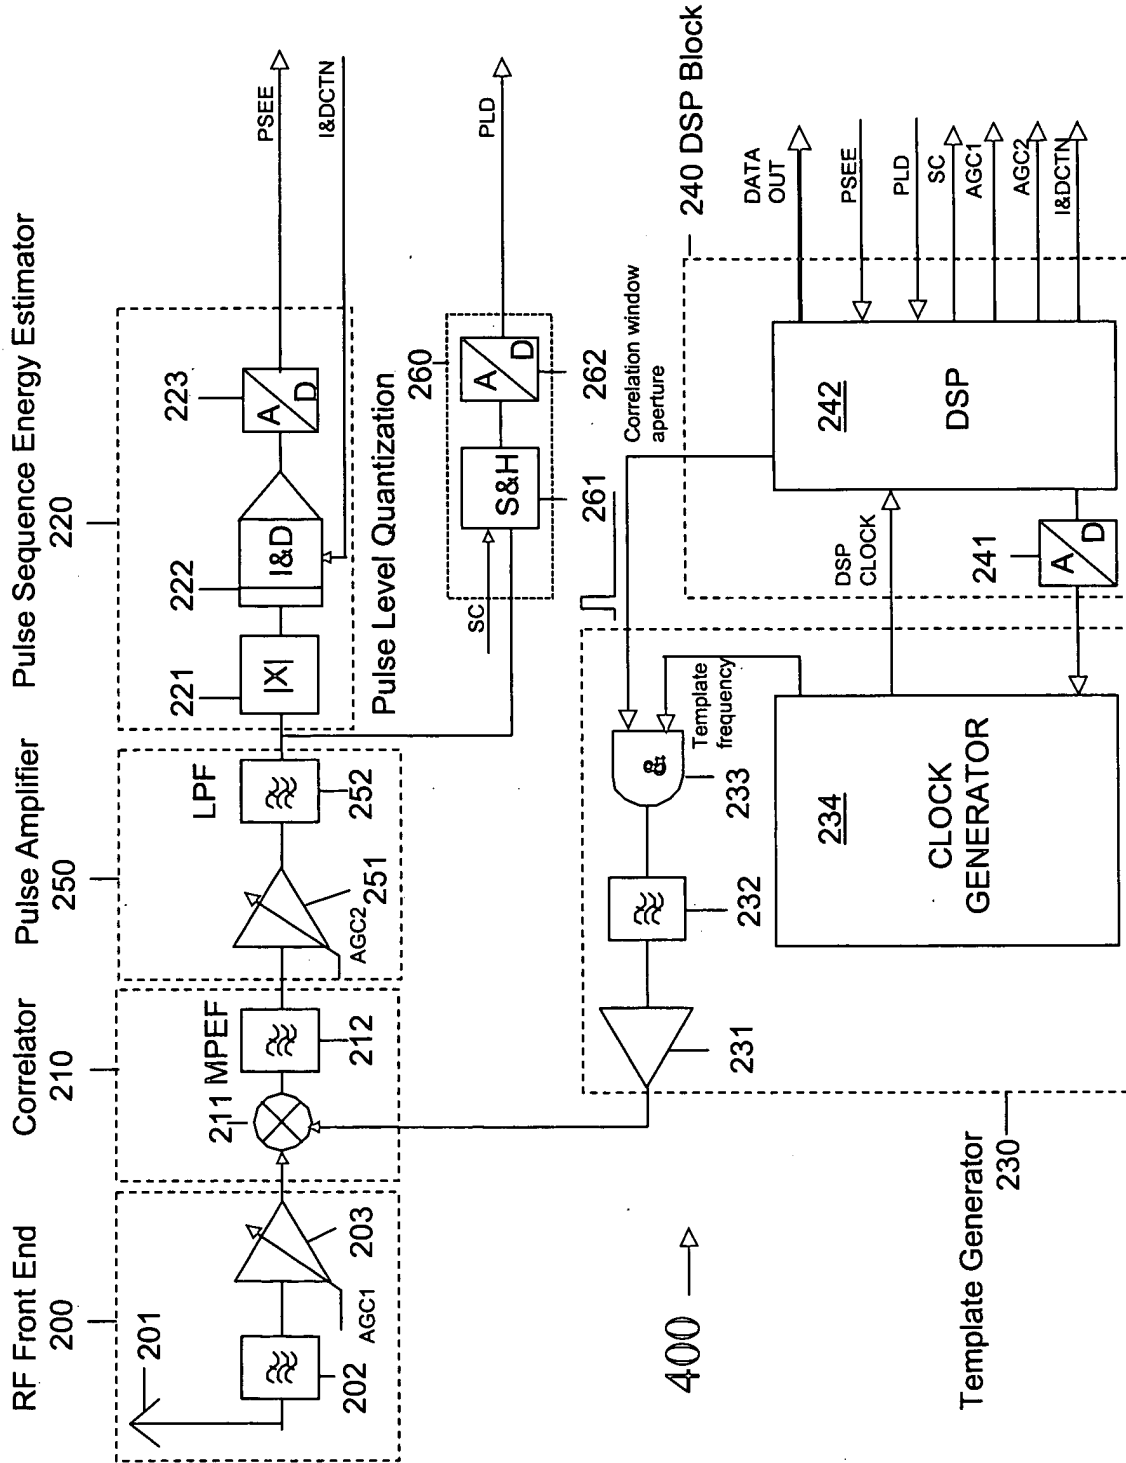 RF Front End
200
201
202
203
AGC1
Correlator
210
211
MPEF
212
Pulse Amplifier
250
251
AGC2
LPF
252
Pulse Sequence Energy Estimator
220
221
|X|
222
I&D
223
A
D
PSEE
I&DCTN
Pulse Level Quantization
260
SC
S&H
261
A
D
262
PLD
Correlation window
aperture
Template
frequency
&
233
232
231
234
CLOCK
GENERATOR
Template Generator
230
DSP
CLOCK
241
A
D
242
DSP
240 DSP Block
DATA
OUT
PSEE
PLD
SC
AGC1
AGC2
I&DCTN
400